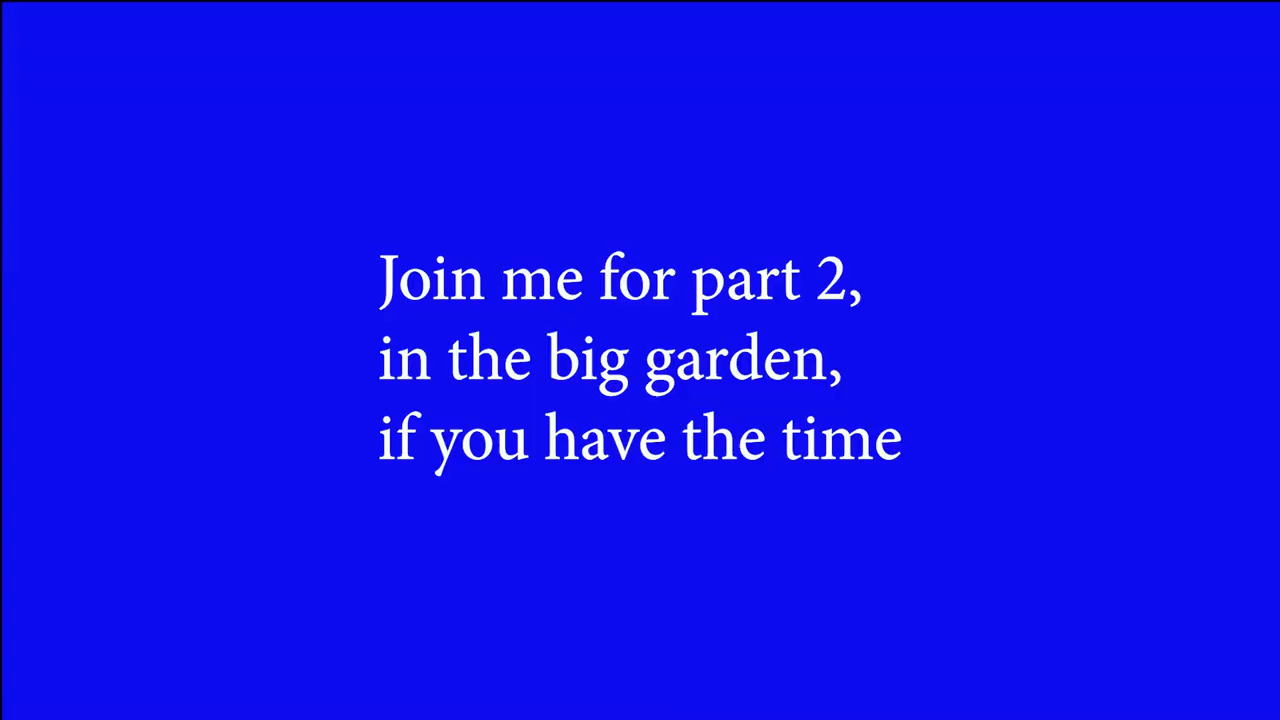 Join me for part 2,
in the big garden,
if you have the time